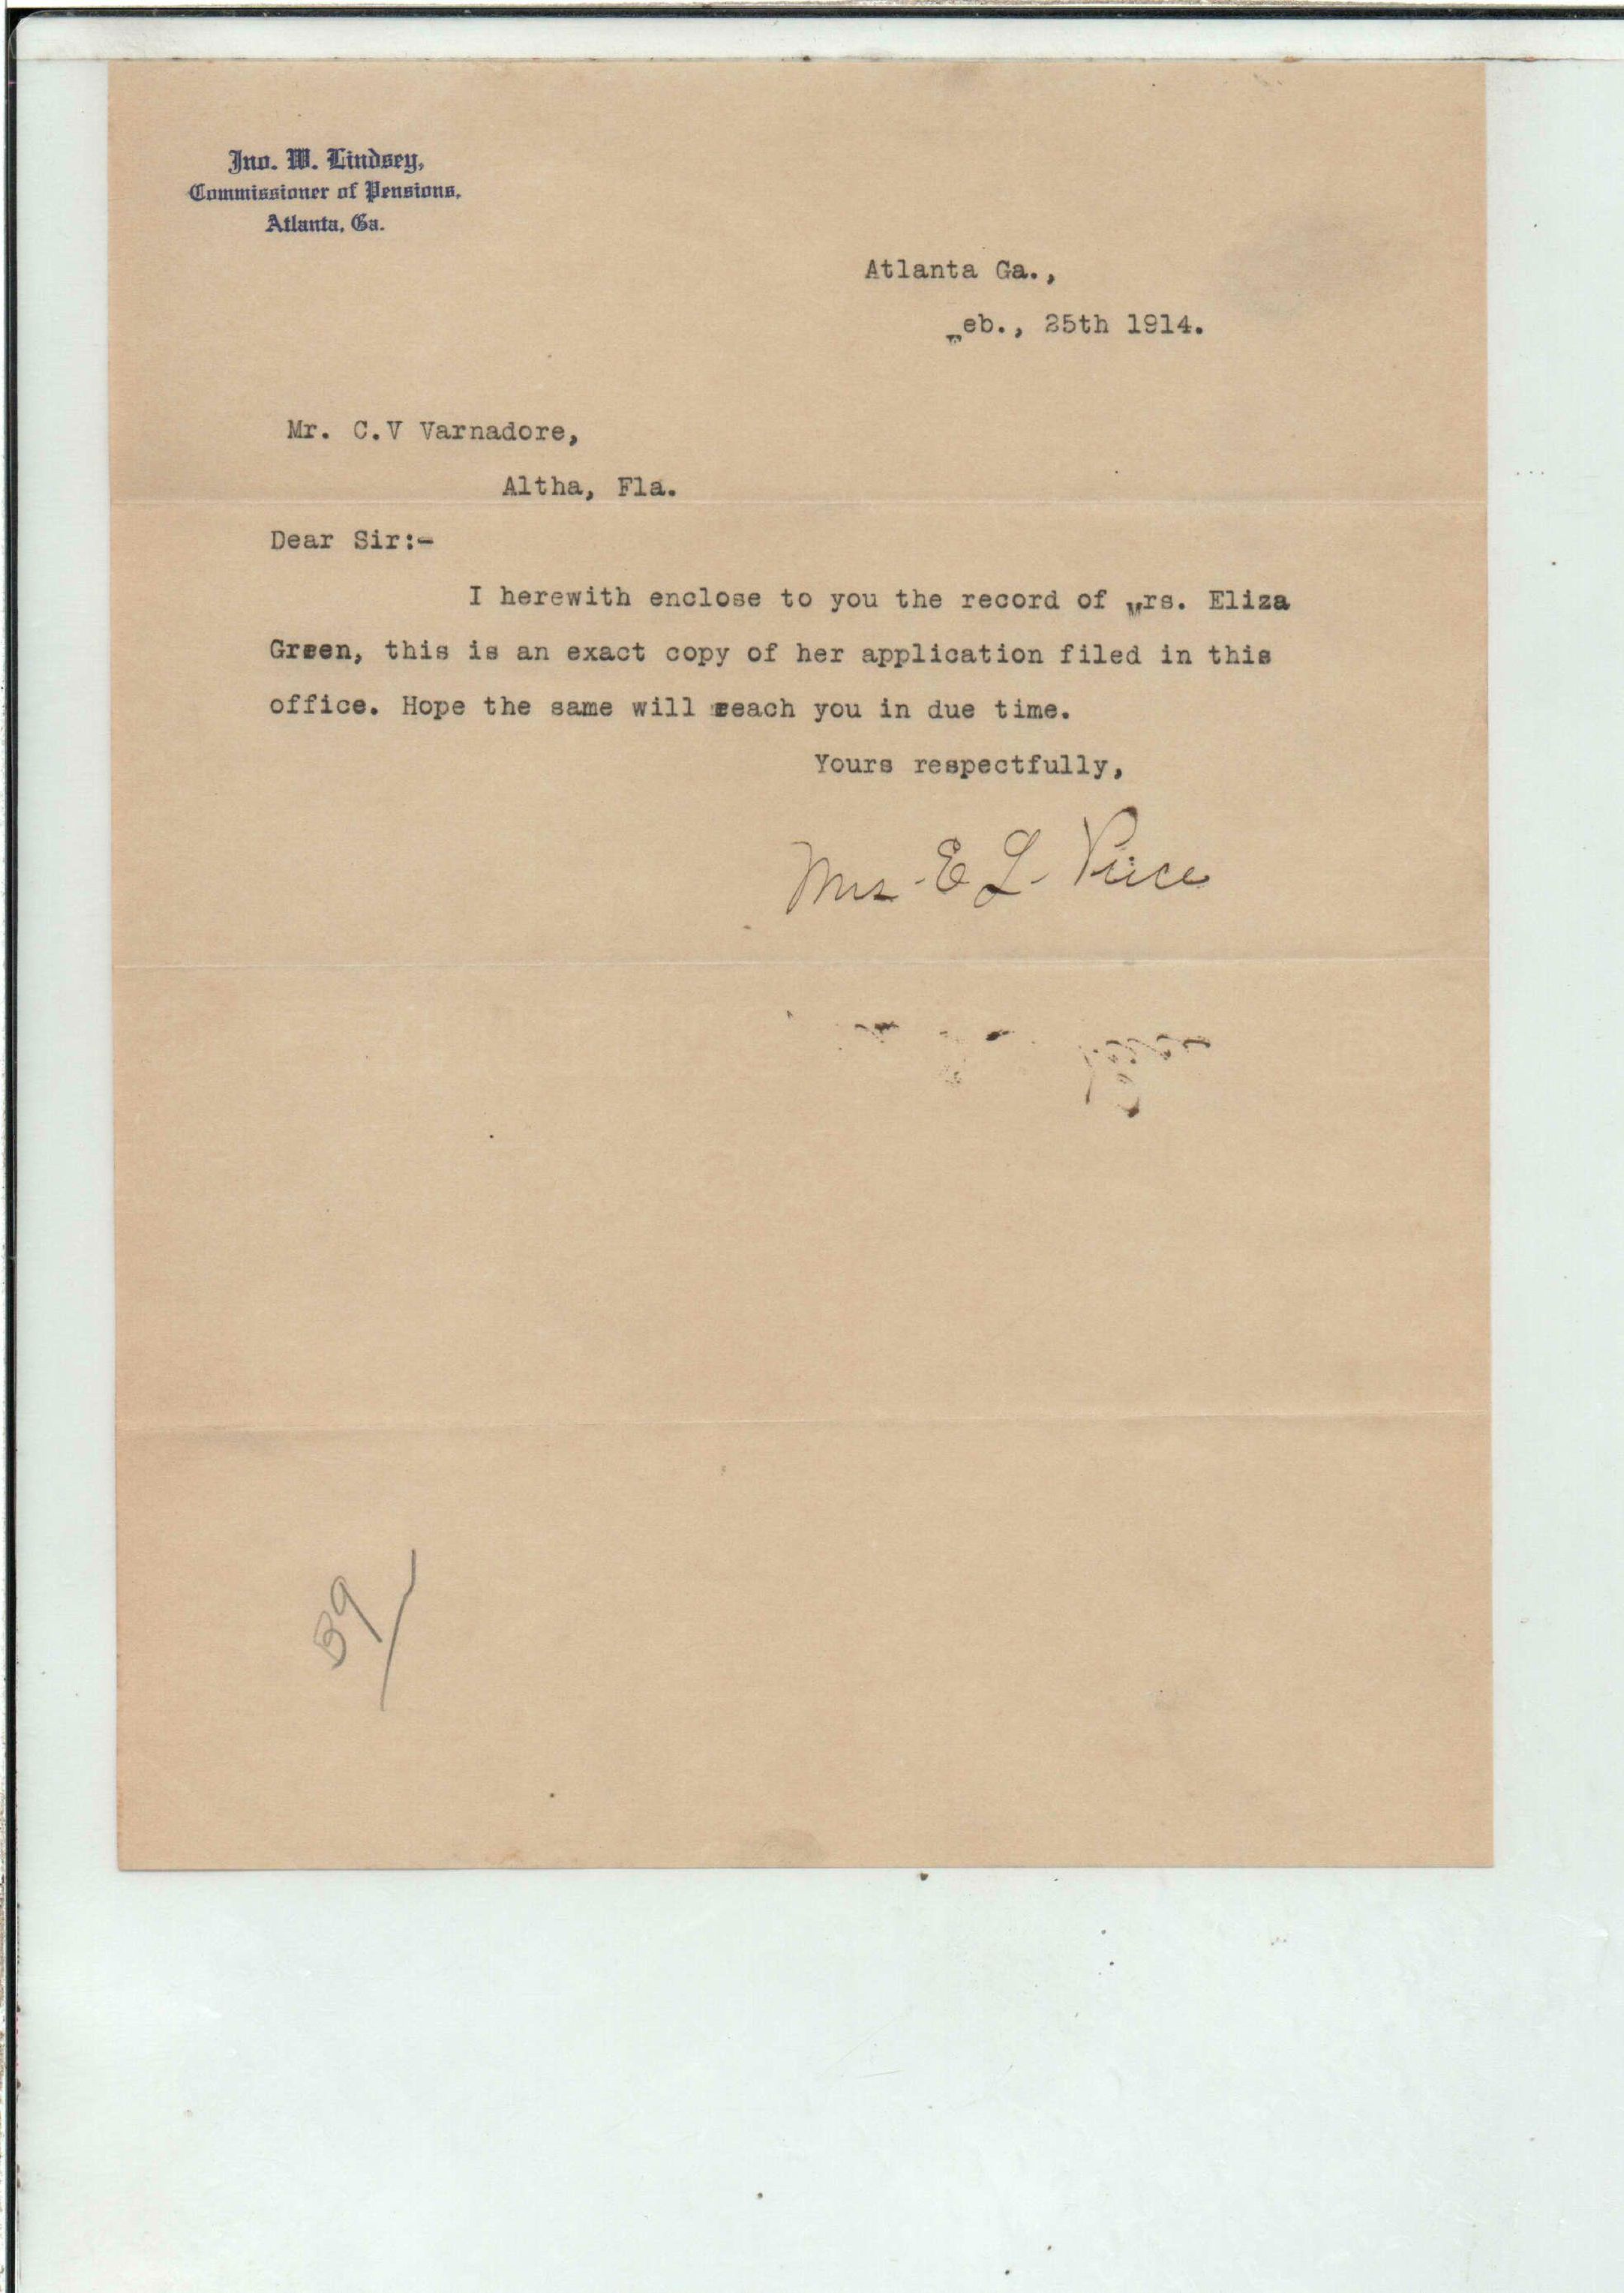 Jno. W. Lindsey,
Commissioner of Pensions,
Atlanta, Ga.
Atlanta Ga.,
Feb., 25th 1914.
Mr. C.V Varnadore,
Altha, Fla.
Dear Sir:-
I herewith enclose to you the record of Mrs. Eliza
Green, this is an exact copy of her application filed in this
office. Hope the same will reach you in due time.
Yours respectfully,
Mrs. E L. Price
39/